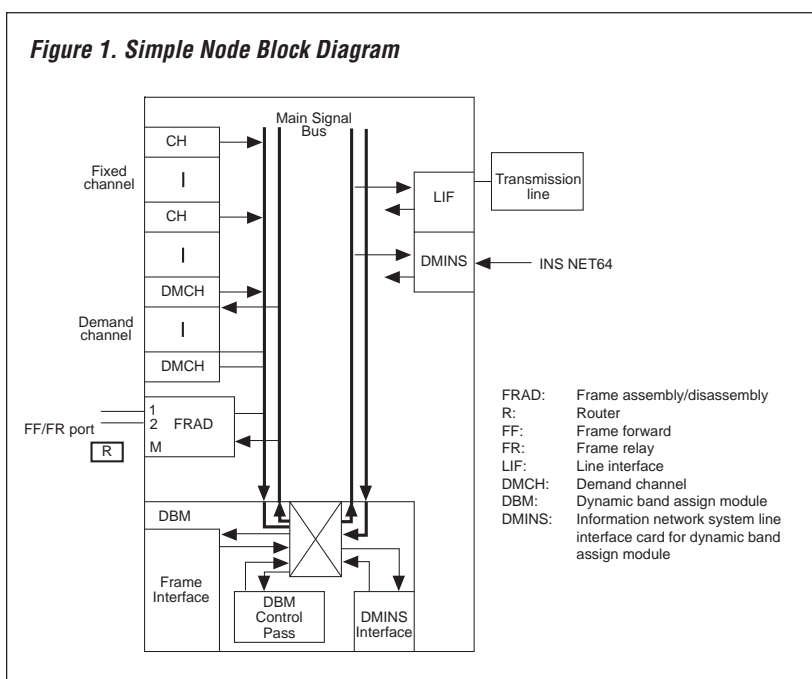 Figure 1. Simple Node Block Diagram
Main Signal
Bus
CH
Fixed
channel
I
CH
I
DMCH
Demand
channel
I
DMCH
FF/FR port
1
2
M
FRAD
R
LIF
Transmission
line
DMINS
INS NET64
FRAD: Frame assembly/disassembly
R: Router
FF: Frame forward
FR: Frame relay
LIF: Line interface
DMCH: Demand channel
DBM: Dynamic band assign module
DMINS: Information network system line
interface card for dynamic band
assign module
DBM
Frame
Interface
DBM
Control
Pass
DMINS
Interface